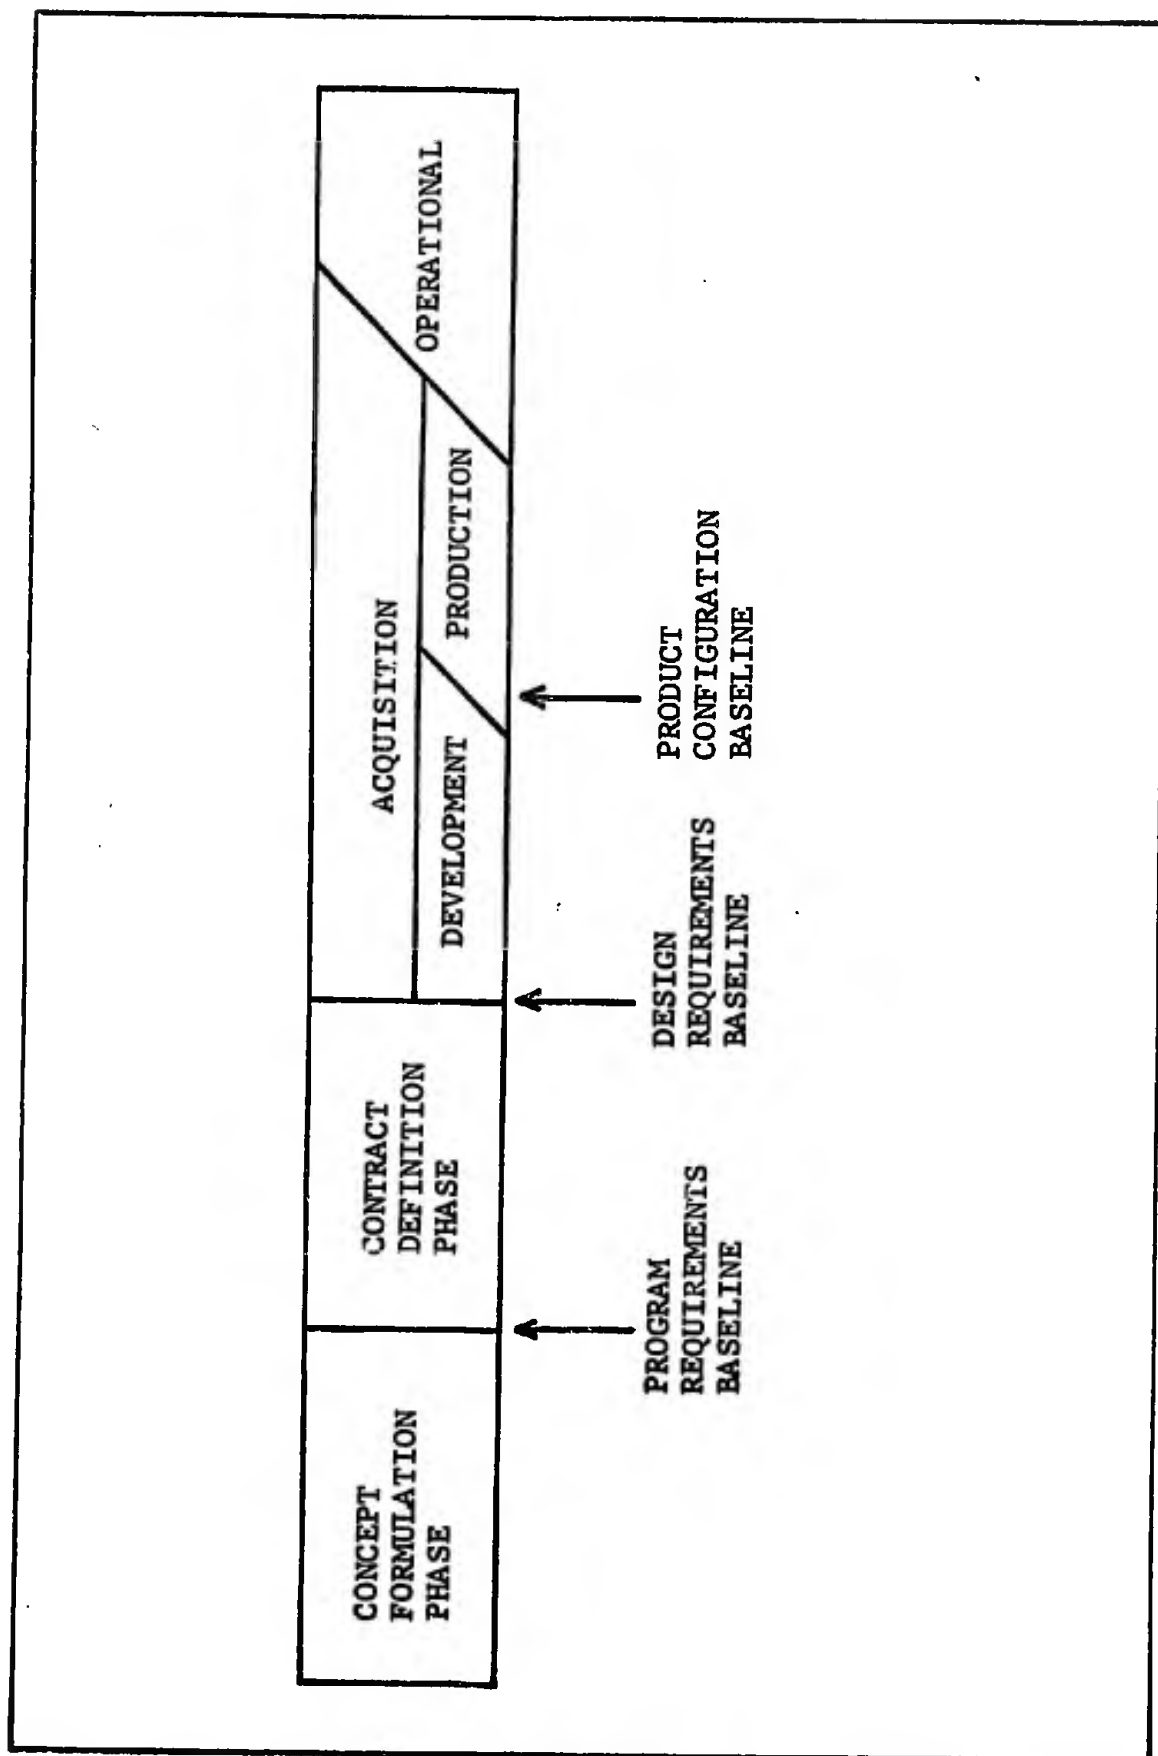 CONCEPT
FORMULATION
PHASE
CONTRACT
DEFINITION
PHASE
ACQUISITION
DEVELOPMENT
PRODUCTION
OPERATIONAL
PROGRAM
REQUIREMENTS
BASELINE
DESIGN
REQUIREMENTS
BASELINE
PRODUCT
CONFIGURATION
BASELINE